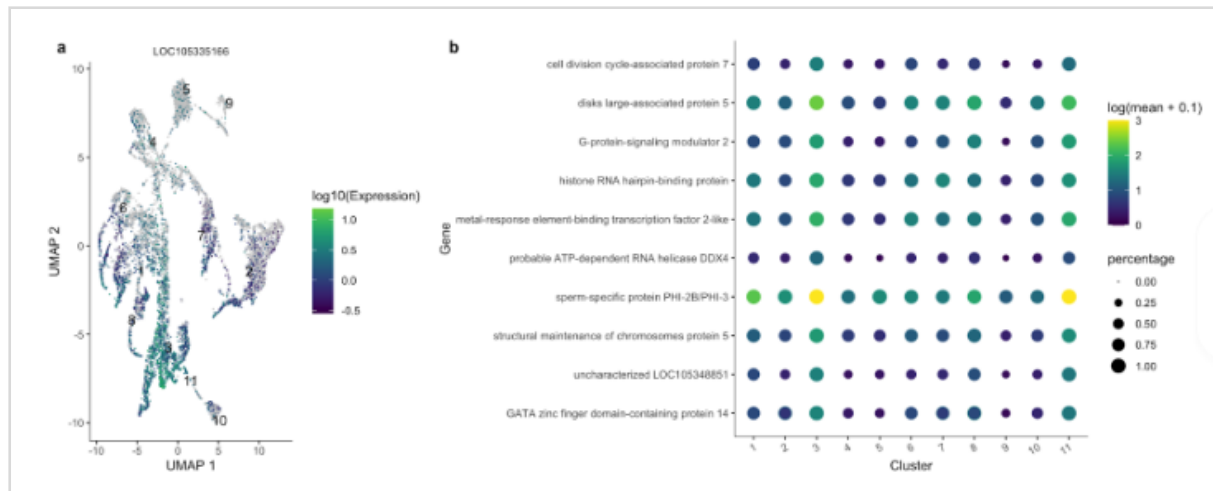 a
LOC105335166
10
5
0
-5
-10
UMAP 2
-10 -5 0 5 10
UMAP 1
5
9
4
6
7
2
1
8
3
11
10
log10(Expression)
1.0
0.5
0.0
-0.5
b
Gene
cell division cycle-associated protein 7
disks large-associated protein 5
G-protein-signaling modulator 2
histone RNA hairpin-binding protein
metal-response element-binding transcription factor 2-like
probable ATP-dependent RNA helicase DDX4
sperm-specific protein PHI-2B/PHI-3
structural maintenance of chromosomes protein 5
uncharacterized LOC105348851
GATA zinc finger domain-containing protein 14
1 2 3 4 5 6 7 8 9 10 11
Cluster
log(mean + 0.1)
3
2
1
0
percentage
0.00
0.25
0.50
0.75
1.00